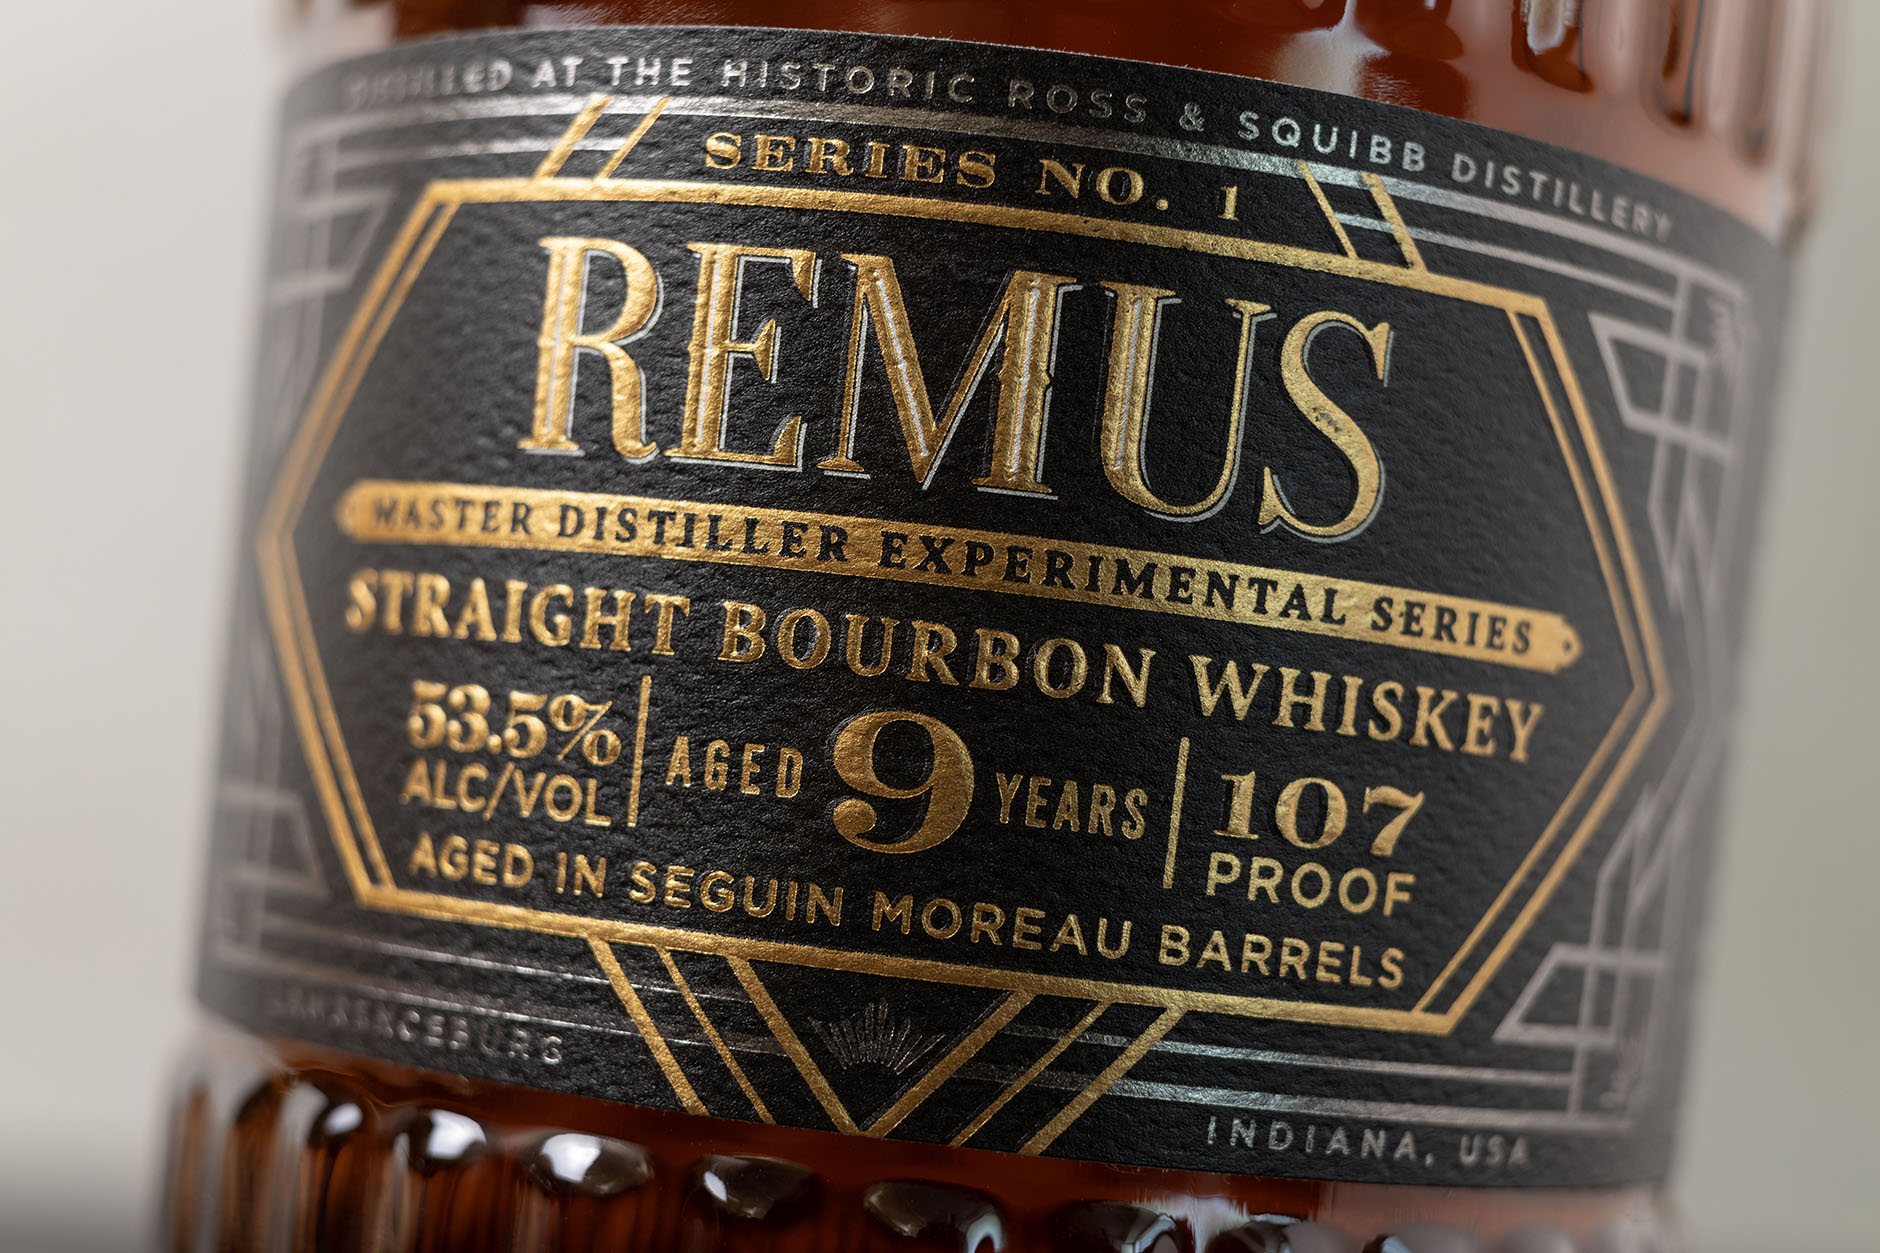 DISTILLED AT THE HISTORIC ROSS & SQUIBB DISTILLERY
SERIES NO. 1
REMUS
MASTER DISTILLER EXPERIMENTAL SERIES
STRAIGHT BOURBON WHISKEY
53.5%
ALC/VOL
AGED 9 YEARS
107
PROOF
AGED IN SEGUIN MOREAU BARRELS
LAWRENCEBURG
INDIANA, USA